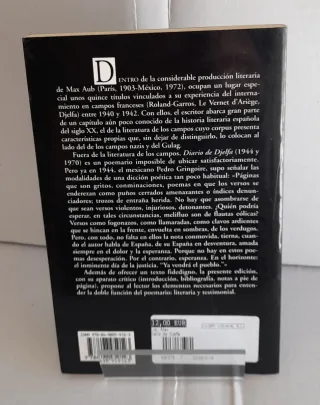 DENTRO de la considerable producción literaria
de Max Aub (París, 1903-México, 1972), ocupan un lugar espe-
cial unos quince títulos vinculados a su experiencia del interna-
miento en campos franceses (Roland-Garros, Le Vernet d'Ariège,
Djelfa) entre 1940 y 1942. Con ellos, el escritor abarca gran parte
de un capítulo aún poco conocido de la historia literaria española
del siglo XX, el de la literatura de los campos cuyo corpus presenta
características propias que, sin dejar de distinguirlo, lo colocan al
lado del de los campos nazis y del Gulag.
Fuera de la literatura de los campos, Diario de Djelfa (1944 y
1970) es un poemario imposible de ubicar satisfactoriamente.
Pero ya en 1944, el mexicano Pedro Gringoire, supo señalar las
modalidades de una dicción poética tan poco habitual: «Páginas
que son gritos, conminaciones, poemas en que los versos se
enderezan como puños cerrados amenazantes o índices denun-
ciadores; trozos de entraña herida. No hay que asombrarse de
que sean versos violentos, injuriosos, detonantes. ¿Quién podría
esperar, en tales circunstancias, melifluo son de flautas eólicas?
Versos como fogonazos, como llamaradas, como clavos ardientes
que se hincan en la frente, envuelta en sombras, de los verdugos.
Pero, con todo, no falta en ellos la nota conmovida, tierna, cuando
el autor habla de España, de su España en desventura, amada
siempre en el dolor y la esperanza. Porque no hay en estos poe-
mas desesperación. Por el contrario, esperanza. En el horizonte:
el inminente día de la justicia. "Ya vendrá el pueblo."»
Además de ofrecer un texto fidedigno, la presente edición,
con su aparato crítico (introducción, bibliografía, notas a pie de
página), propone al lector los elementos necesarios para enten-
der la doble función del poemario: literaria y testimonial.